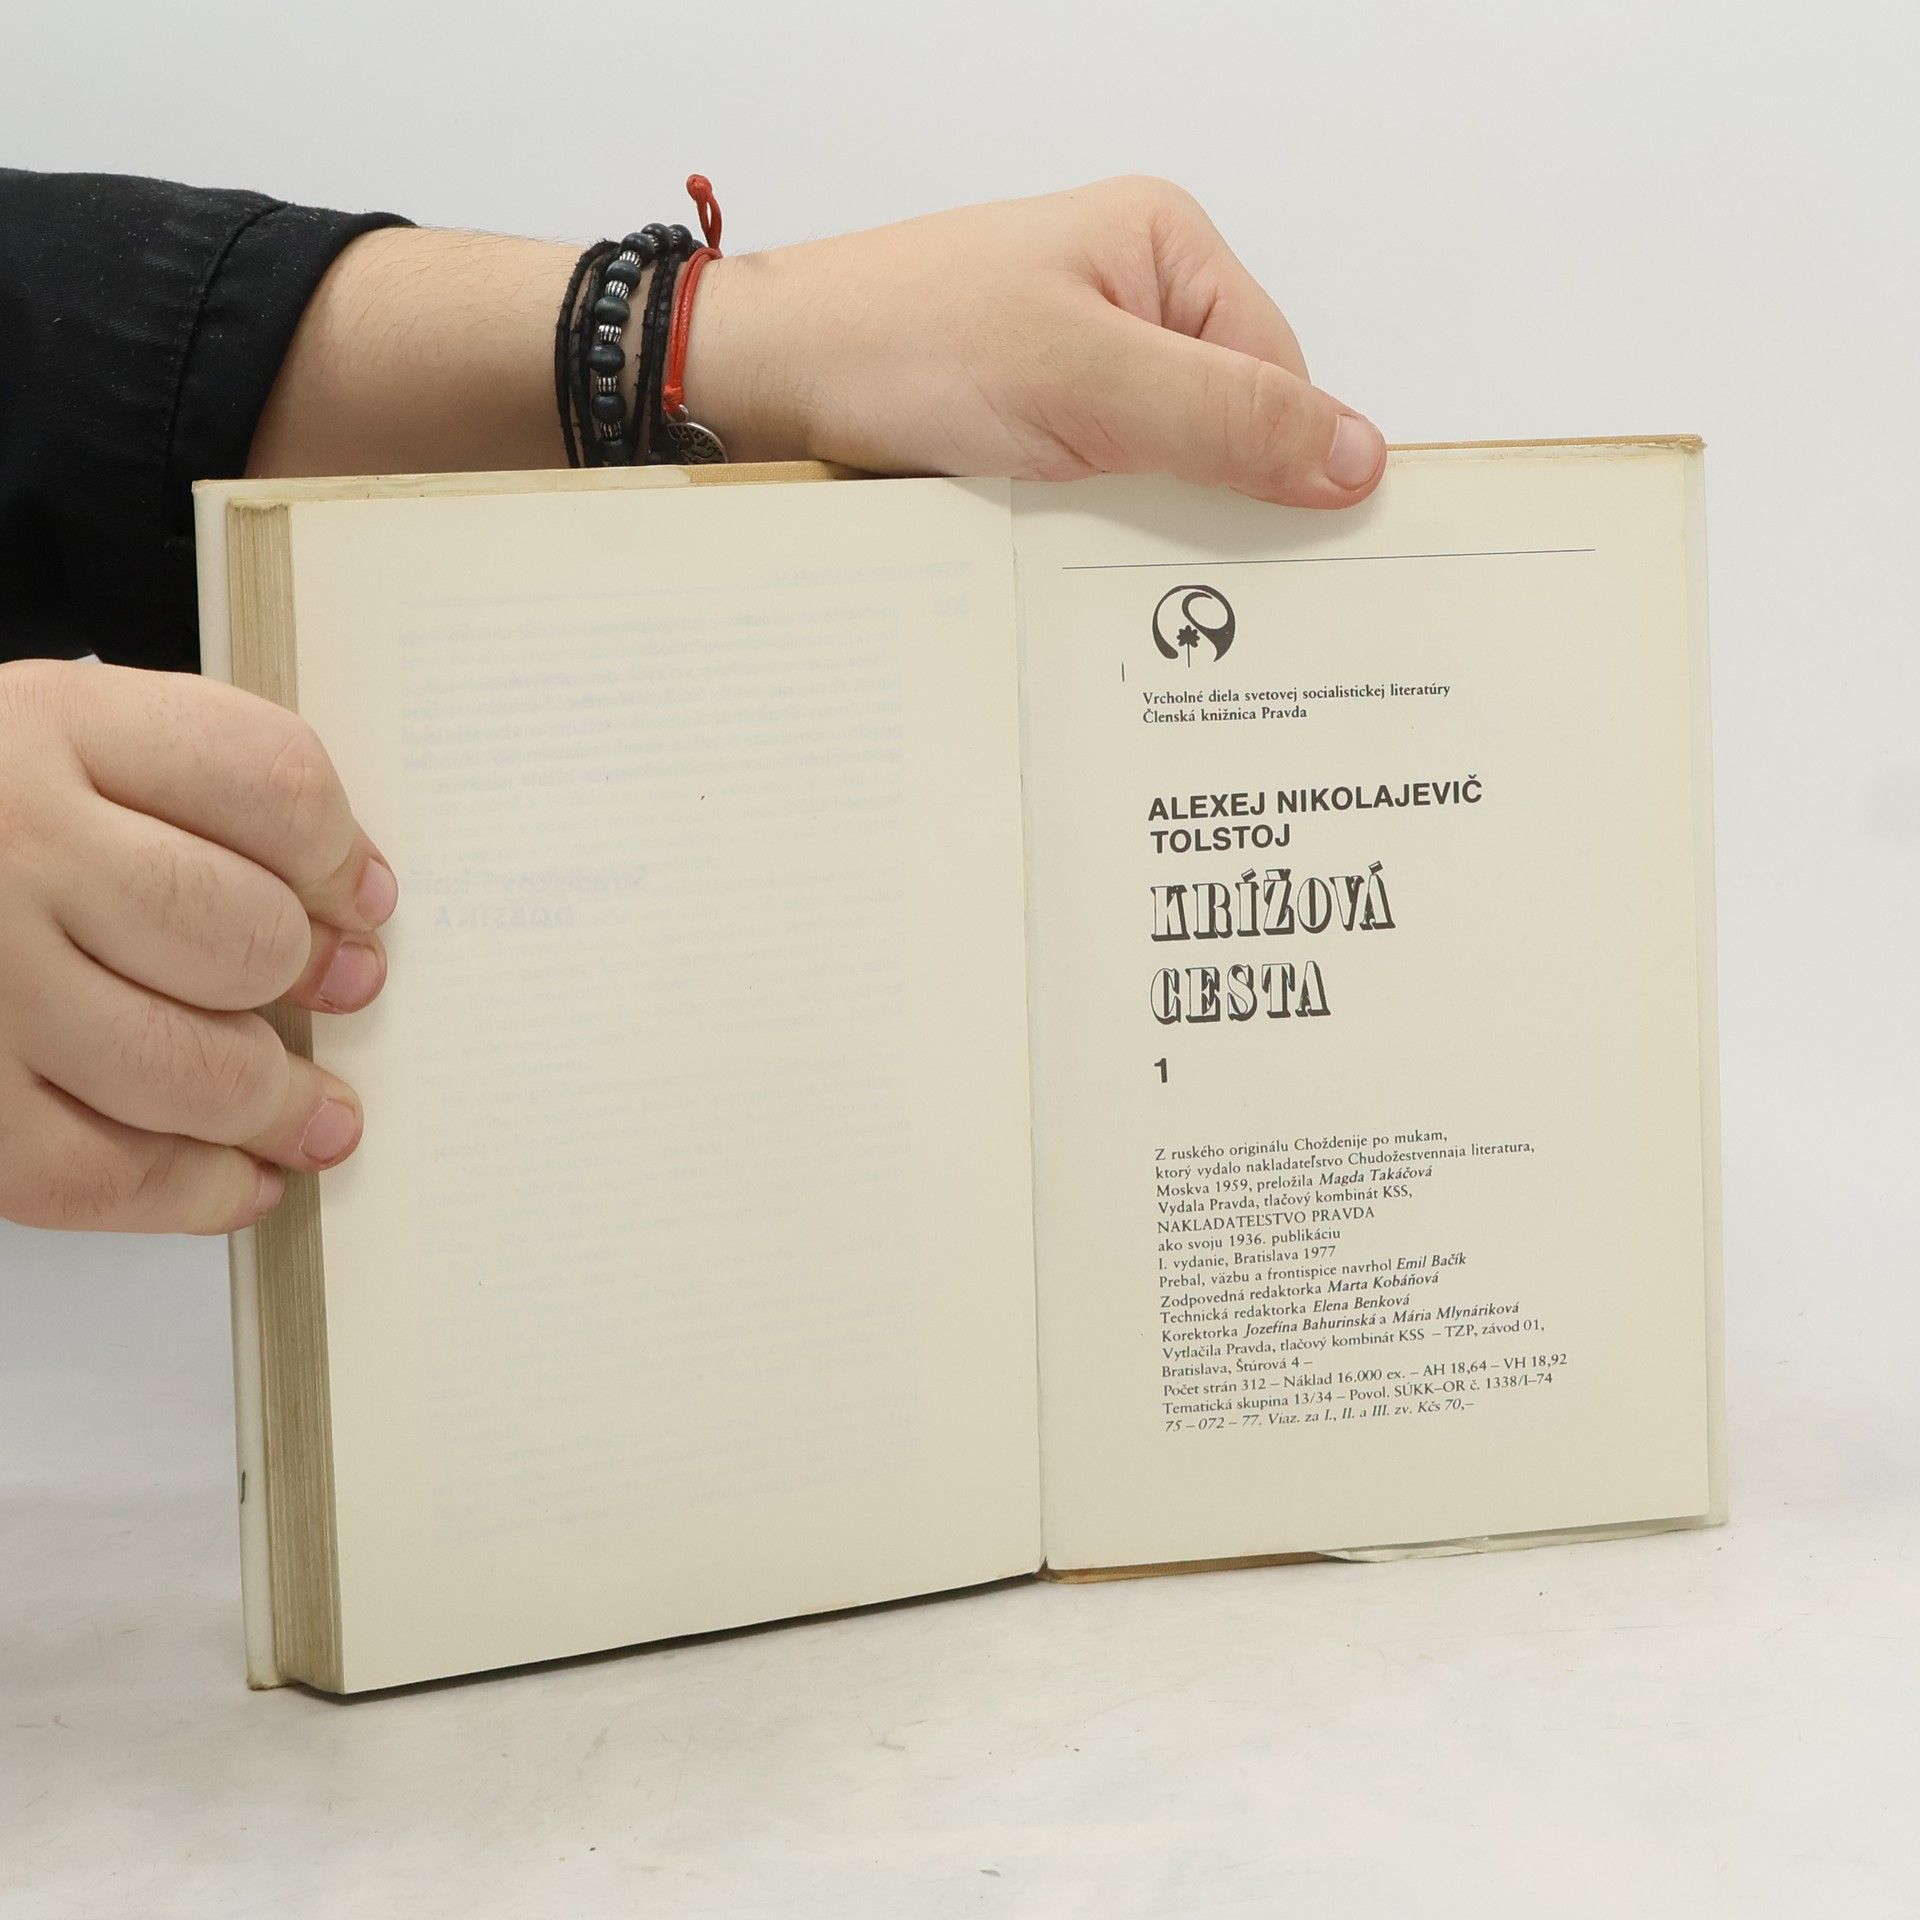 Vrcholné diela svetovej socialistickej literatúry
Členská knižnica Pravda
ALEXEJ NIKOLAJEVIČ
TOLSTOJ
KRÍŽOVÁ
CESTA
1
Z ruského originálu Choždenije po mukam,
ktorý vydalo nakladateľstvo Chudožestvennaja literatura,
Moskva 1959, preložila Magda Takáčová
Vydala Pravda, tlačový kombinát KSS,
NAKLADATEĽSTVO PRAVDA
ako svoju 1936. publikáciu
I. vydanie, Bratislava 1977
Prebal, väzbu a frontispice navrhol Emil Bačík
Zodpovedná redaktorka Marta Kobáňová
Technická redaktorka Elena Benková
Korektorka Jozefína Bahurinská a Mária Mlynáriková
Vytlačila Pravda, tlačový kombinát KSS – TZP, závod 01,
Bratislava, Štúrová 4 –
Počet strán 312 – Náklad 16.000 ex. – AH 18,64 – VH 18,92
Tematická skupina 13/34 – Povol. SÚKK–OR č. 1338/I–74
75 – 072 – 77. Viaz. za I., II. a III. zv. Kčs 70,–